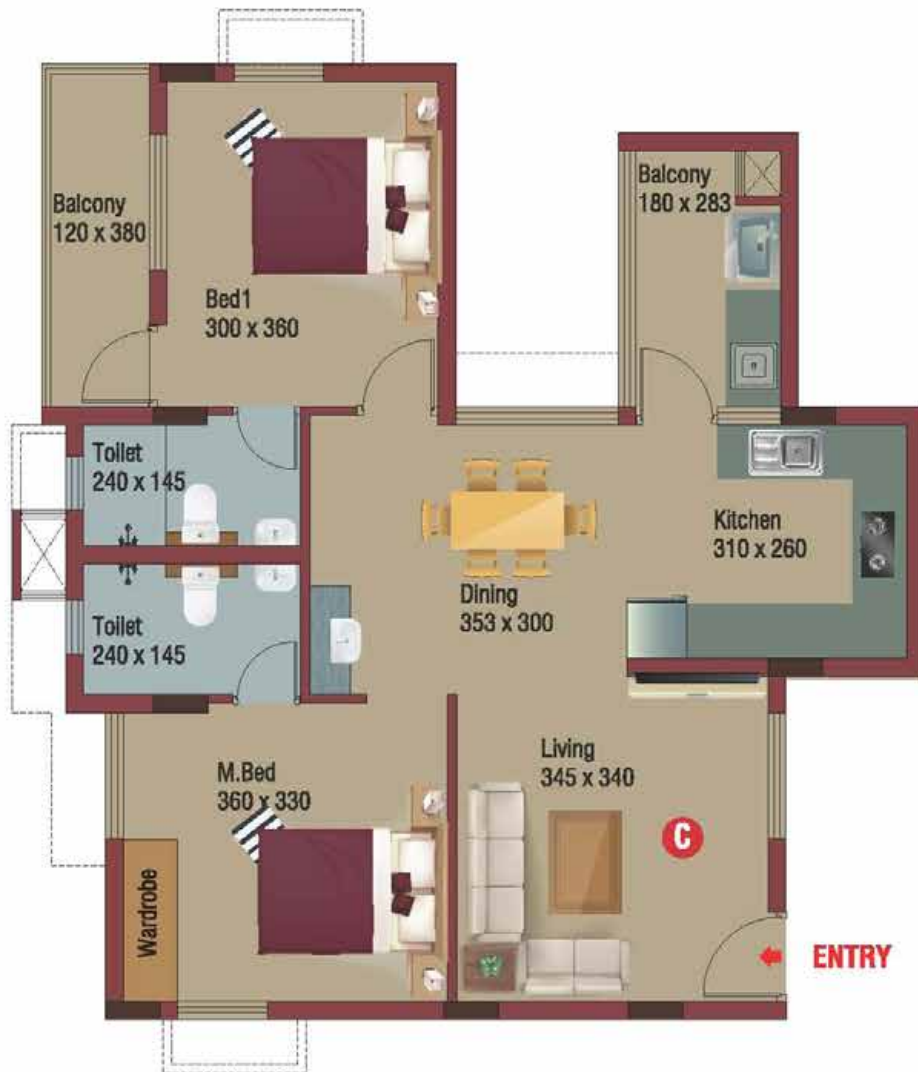 Balcony
120 x 380
Balcony
180 x 283
Bed1
300 x 360
Toilet
240 x 145
Kitchen
310 x 260
Dining
353 x 300
Toilet
240 x 145
M.Bed
360 x 330
Living
345 x 340
C
Wardrobe
ENTRY